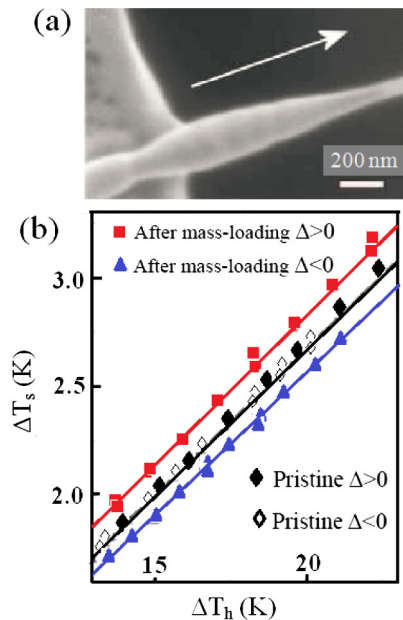 (a)
200 nm
(b)
After mass-loading Δ>0
After mass-loading Δ<0
3.0
2.5
2.0
ΔTs (K)
Pristine Δ>0
Pristine Δ<0
15
20
ΔTh (K)